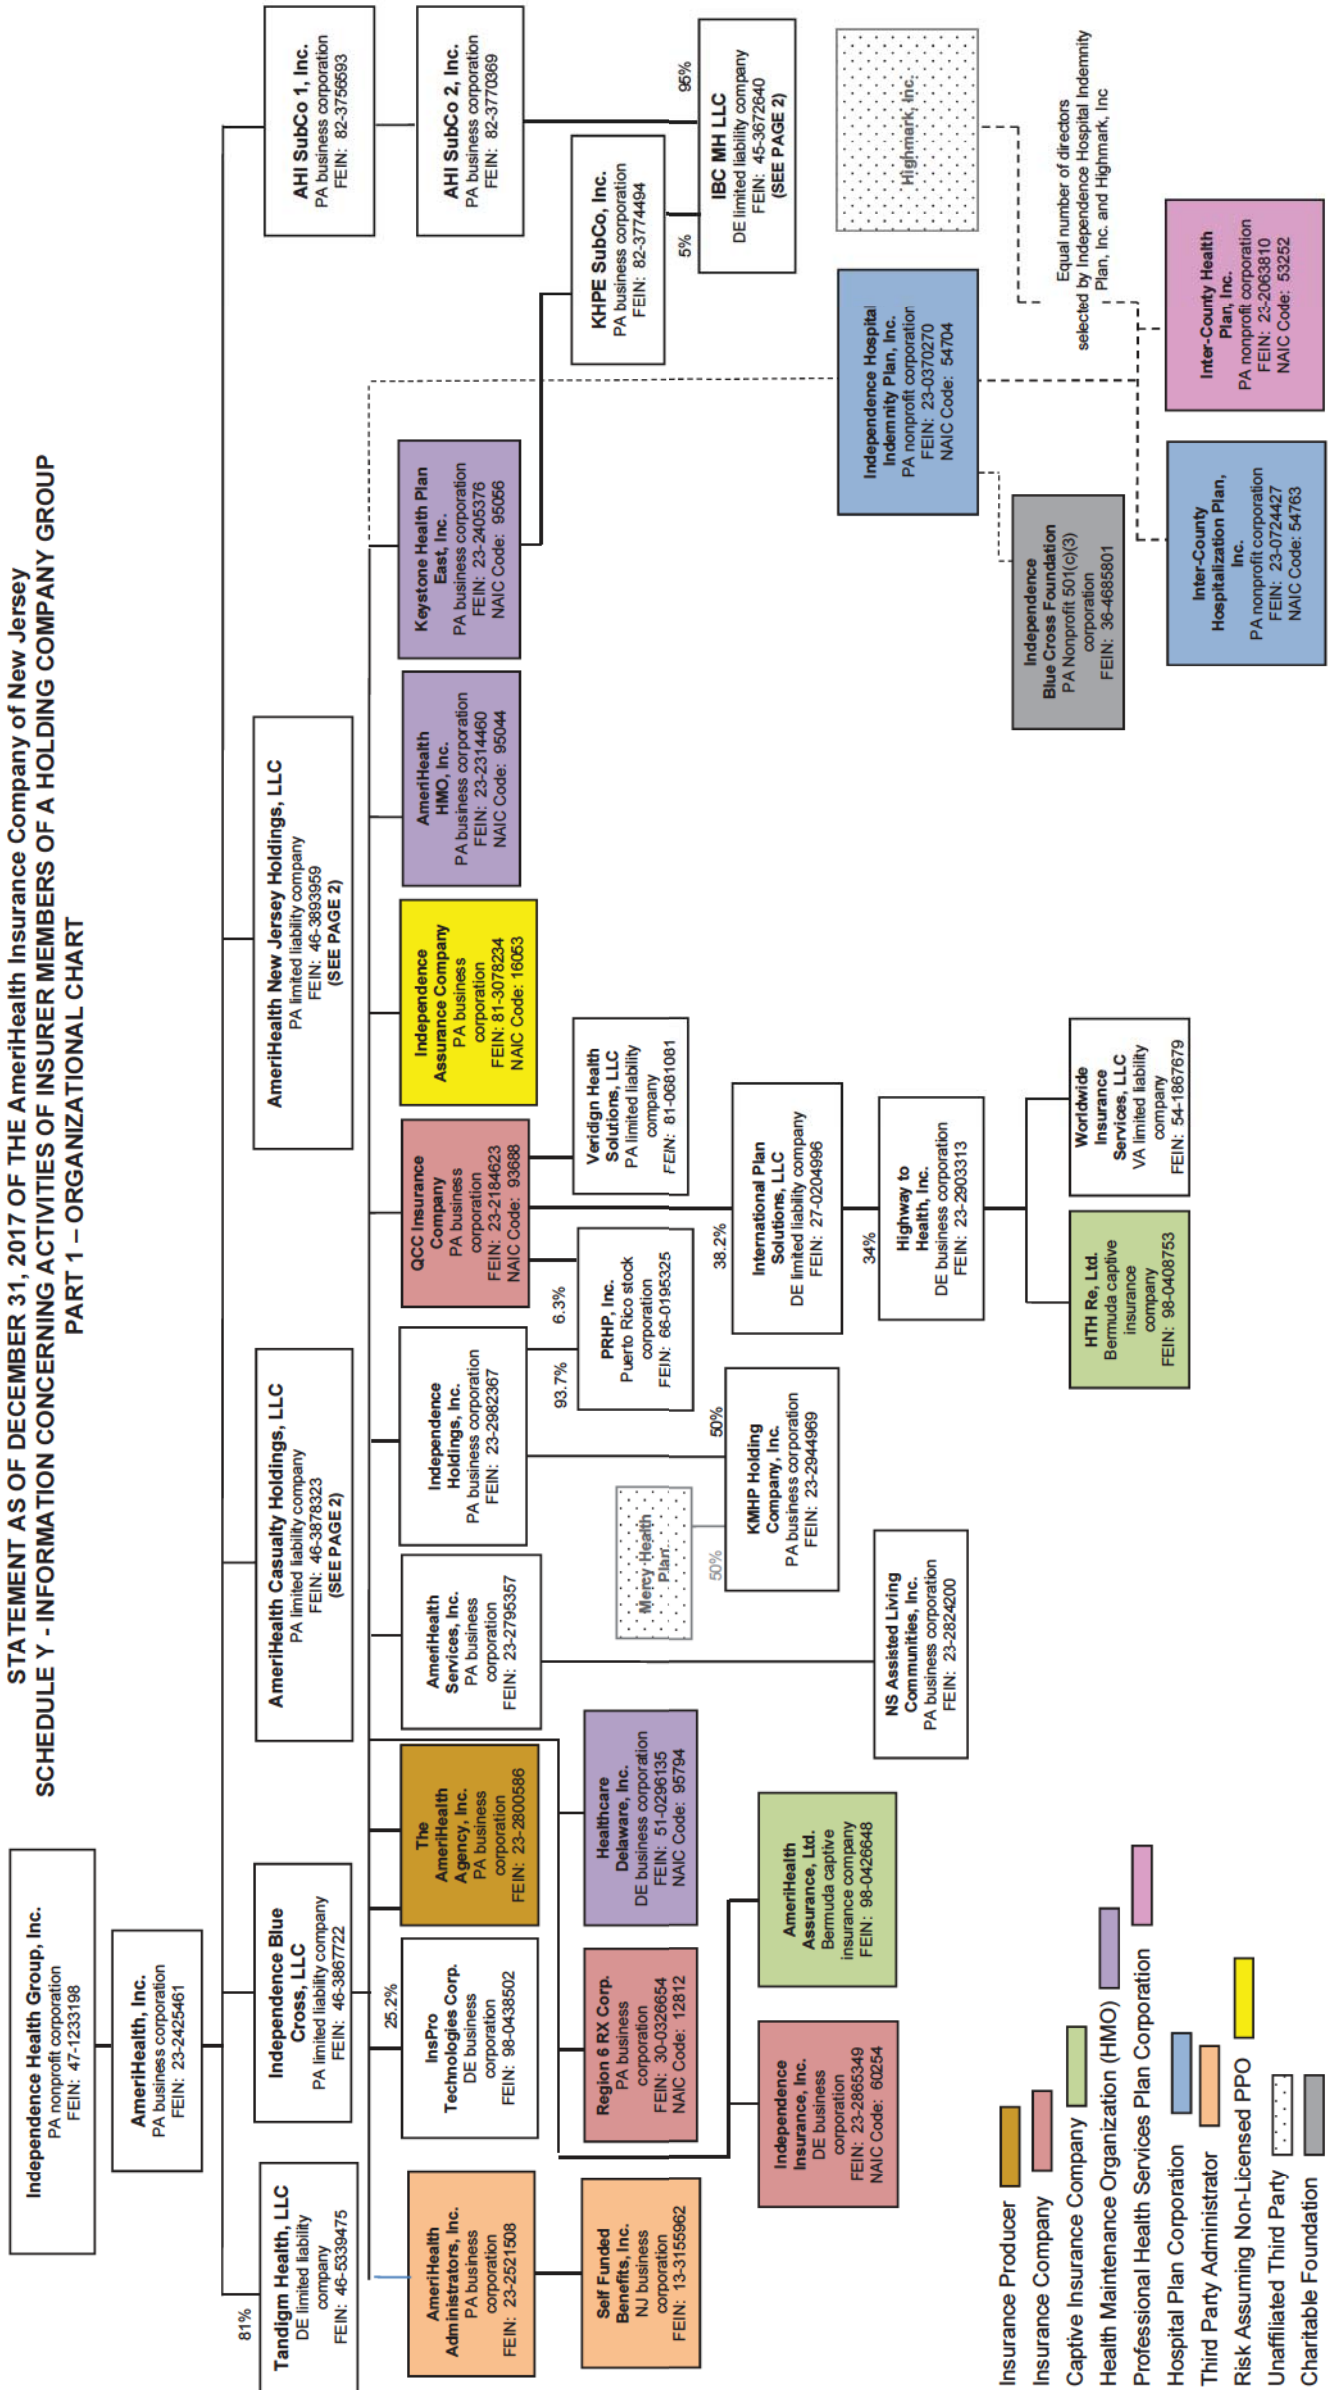 STATEMENT AS OF DECEMBER 31, 2017 OF THE AmeriHealth Insurance Company of New Jersey
SCHEDULE Y - INFORMATION CONCERNING ACTIVITIES OF INSURER MEMBERS OF A HOLDING COMPANY GROUP
PART 1 – ORGANIZATIONAL CHART
Independence Health Group, Inc.
PA nonprofit corporation
FEIN: 47-1233198
AmeriHealth, Inc.
PA business corporation
FEIN: 23-2425461
81%
Tandigm Health, LLC
DE limited liability
company
FEIN: 46-5339475
Independence Blue
Cross, LLC
PA limited liability company
FEIN: 46-3867722
AmeriHealth Casualty Holdings, LLC
PA limited liability company
FEIN: 46-3878323
(SEE PAGE 2)
AmeriHealth New Jersey Holdings, LLC
PA limited liability company
FEIN: 46-3893959
(SEE PAGE 2)
AHI SubCo 1, Inc.
PA business corporation
FEIN: 82-3756593
AHI SubCo 2, Inc.
PA business corporation
FEIN: 82-3770369
AmeriHealth
Administrators, Inc.
PA business
corporation
FEIN: 23-2521508
25.2%
InsPro
Technologies Corp.
DE business
corporation
FEIN: 98-0438502
The
AmeriHealth
Agency, Inc.
PA business
corporation
FEIN: 23-2800586
AmeriHealth
Services, Inc.
PA business
corporation
FEIN: 23-2795357
Independence
Holdings, Inc.
PA business corporation
FEIN: 23-2982367
QCC Insurance
Company
PA business
corporation
FEIN: 23-2184623
NAIC Code: 93688
Independence
Assurance Company
PA business
corporation
FEIN: 81-3078234
NAIC Code: 16053
AmeriHealth
HMO, Inc.
PA business corporation
FEIN: 23-2314460
NAIC Code: 95044
Keystone Health Plan
East, Inc.
PA business corporation
FEIN: 23-2405376
NAIC Code: 95056
KHPE SubCo, Inc.
PA business corporation
FEIN: 82-3774494
5%
95%
IBC MH LLC
DE limited liability company
FEIN: 45-3672640
(SEE PAGE 2)
Self Funded
Benefits, Inc.
NJ business
corporation
FEIN: 13-3155962
Region 6 RX Corp.
PA business
corporation
FEIN: 30-0326654
NAIC Code: 12812
Healthcare
Delaware, Inc.
DE business corporation
FEIN: 51-0296135
NAIC Code: 95794
Mercy Health
Plan
93.7%
6.3%
PRHP, Inc.
Puerto Rico stock
corporation
FEIN: 66-0195325
Veridign Health
Solutions, LLC
PA limited liability
company
FEIN: 81-0681081
50%
50%
KMHP Holding
Company, Inc.
PA business corporation
FEIN: 23-2944969
38.2%
International Plan
Solutions, LLC
DE limited liability company
FEIN: 27-0204996
Independence
Insurance, Inc.
DE business
corporation
FEIN: 23-2865349
NAIC Code: 60254
AmeriHealth
Assurance, Ltd.
Bermuda captive
insurance company
FEIN: 98-0426648
NS Assisted Living
Communities, Inc.
PA business corporation
FEIN: 23-2824200
34%
Highway to
Health, Inc.
DE business corporation
FEIN: 23-2903313
HTH Re, Ltd.
Bermuda captive
insurance
company
FEIN: 98-0408753
Worldwide
Insurance
Services, LLC
VA limited liability
company
FEIN: 54-1867679
Independence Hospital
Indemnity Plan, Inc.
PA nonprofit corporation
FEIN: 23-0370270
NAIC Code: 54704
Highmark, Inc.
Independence
Blue Cross Foundation
PA Nonprofit 501(c)(3)
corporation
FEIN: 36-4685801
Equal number of directors
selected by Independence Hospital Indemnity
Plan, Inc. and Highmark, Inc
Inter-County
Hospitalization Plan,
Inc.
PA nonprofit corporation
FEIN: 23-0724427
NAIC Code: 54763
Inter-County Health
Plan, Inc.
PA nonprofit corporation
FEIN: 23-2063810
NAIC Code: 53252
Insurance Producer
Insurance Company
Captive Insurance Company
Health Maintenance Organization (HMO)
Professional Health Services Plan Corporation
Hospital Plan Corporation
Third Party Administrator
Risk Assuming Non-Licensed PPO
Unaffiliated Third Party
Charitable Foundation